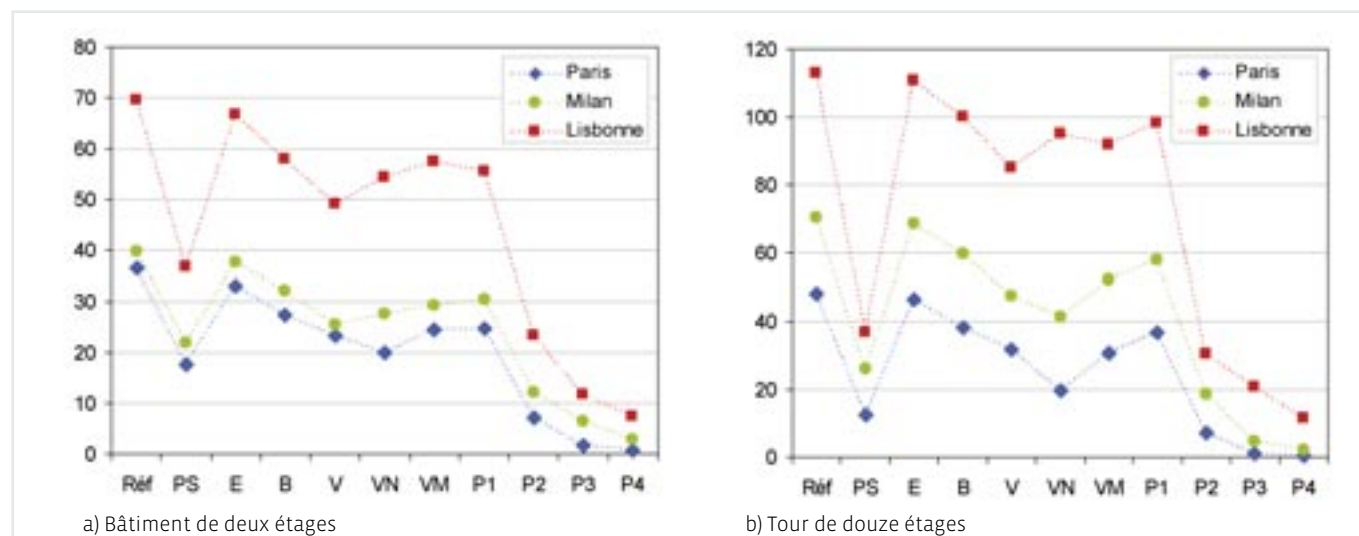 80
70
60
50
40
30
20
10
0
Paris
Milan
Lisbonne
Réf PS E B V VN VM P1 P2 P3 P4
a) Bâtiment de deux étages
120
100
80
60
40
20
0
Paris
Milan
Lisbonne
Réf PS E B V VN VM P1 P2 P3 P4
b) Tour de douze étages